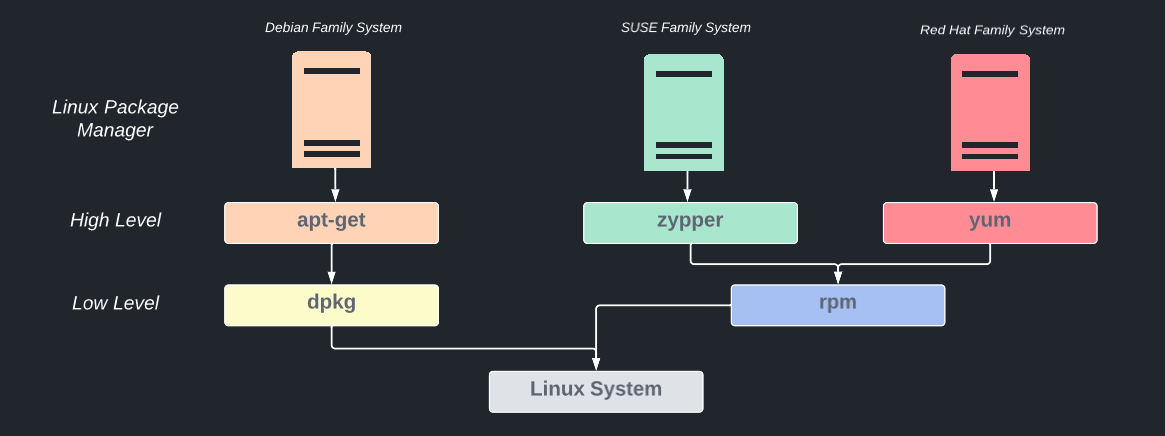 Debian Family System
SUSE Family System
Red Hat Family System
Linux Package
Manager
High Level
apt-get
zypper
yum
Low Level
dpkg
rpm
Linux System